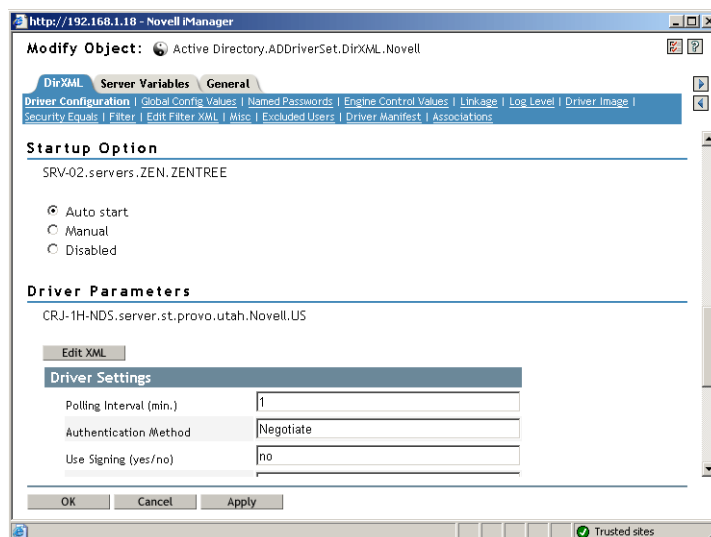 http://192.168.1.18 - Novell iManager
Modify Object: Active Directory.ADDriverSet.DirXML.Novell
DirXML Server Variables General
Driver Configuration | Global Config Values | Named Passwords | Engine Control Values | Linkage | Log Level | Driver Image |
Security Equals | Filter | Edit Filter XML | Misc | Excluded Users | Driver Manifest | Associations
Startup Option
SRV-02.servers.ZEN.ZENTREE
Auto start
Manual
Disabled
Driver Parameters
CRJ-1H-NDS.server.st.provo.utah.Novell.US
Edit XML
Driver Settings
Polling Interval (min.) 1
Authentication Method Negotiate
Use Signing (yes/no) no
OK Cancel Apply
Trusted sites